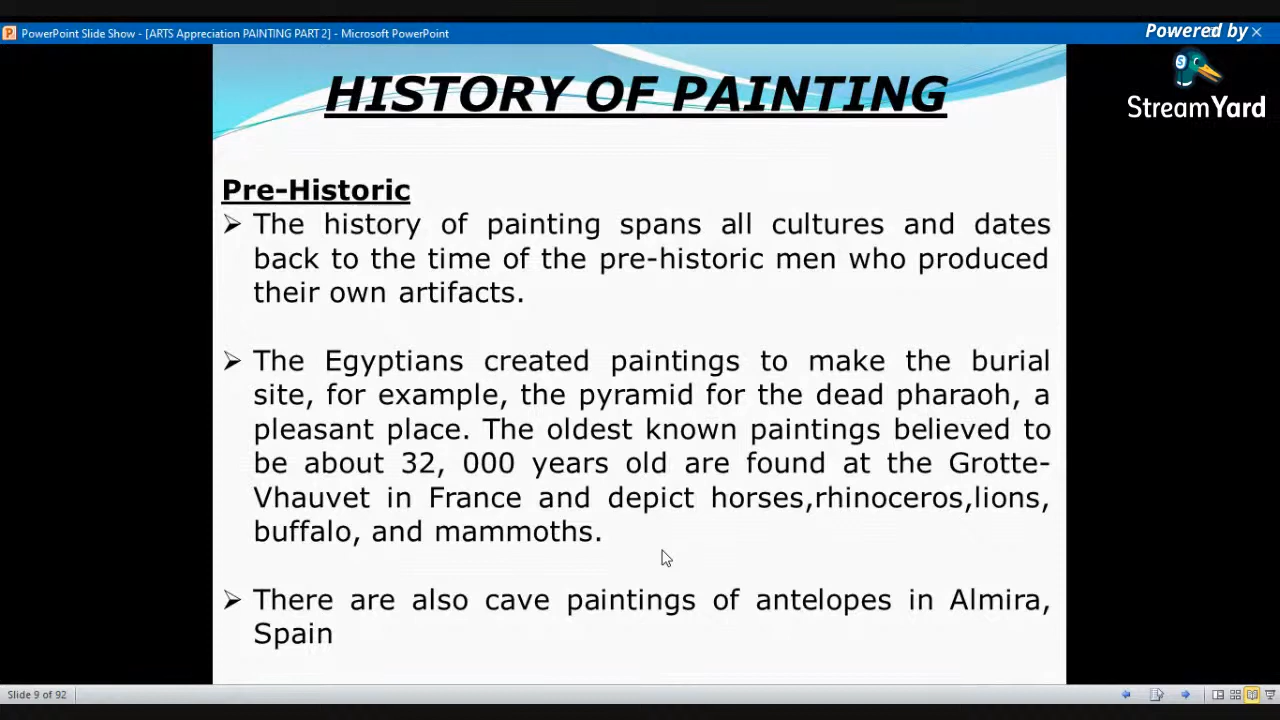 PowerPoint Slide Show - [ARTS Appreciation PAINTING PART 2] - Microsoft PowerPoint
Powered by
StreamYard
HISTORY OF PAINTING
Pre-Historic
The history of painting spans all cultures and dates
back to the time of the pre-historic men who produced
their own artifacts.
The Egyptians created paintings to make the burial
site, for example, the pyramid for the dead pharaoh, a
pleasant place. The oldest known paintings believed to
be about 32, 000 years old are found at the Grotte-
Vhauvet in France and depict horses,rhinoceros,lions,
buffalo, and mammoths.
There are also cave paintings of antelopes in Almira,
Spain
Slide 9 of 92